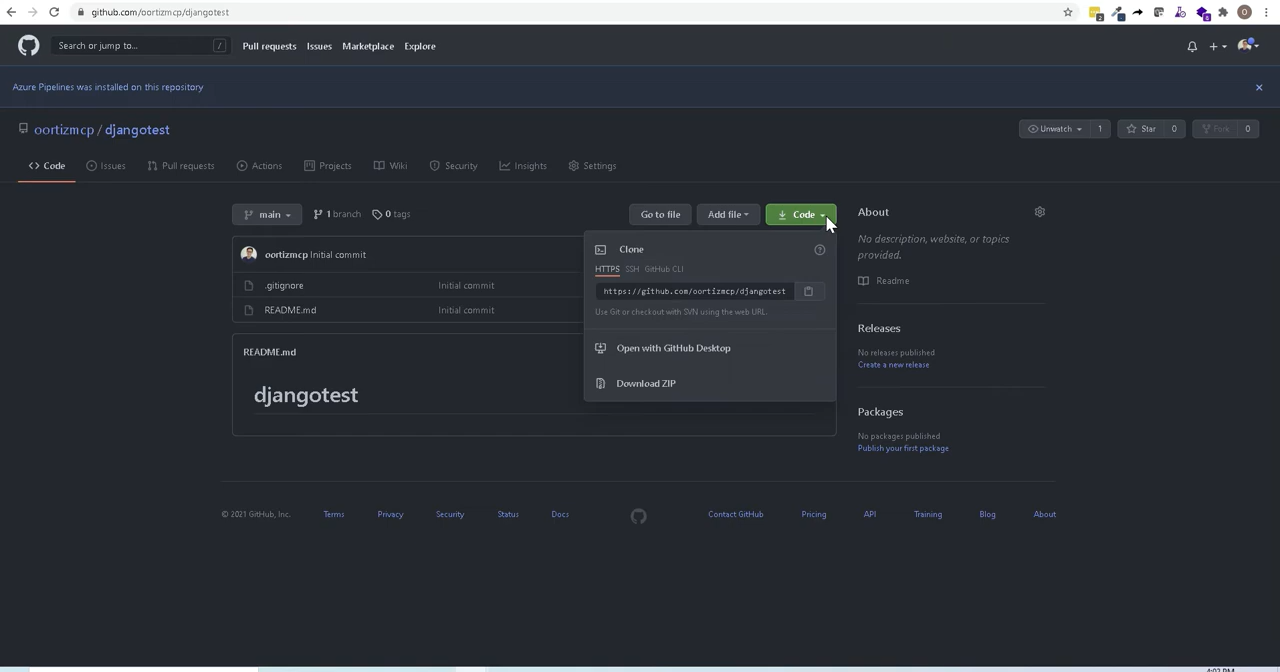 github.com/oortizmcp/djangotest
2
6
O
Search or jump to... /
Pull requests Issues Marketplace Explore
Azure Pipelines was installed on this repository
oortizmcp / djangotest
Unwatch 1 Star 0 Fork 0
Code Issues Pull requests Actions Projects Wiki Security Insights Settings
main 1 branch 0 tags Go to file Add file Code
About
No description, website, or topics
provided.
Readme
oortizmcp Initial commit
.gitignore Initial commit
README.md Initial commit
Clone
HTTPS SSH GitHub CLI
https://github.com/oortizmcp/djangotest
Use Git or checkout with SVN using the web URL.
Open with GitHub Desktop
Download ZIP
Releases
No releases published
Create a new release
README.md
djangotest
Packages
No packages published
Publish your first package
© 2021 GitHub, Inc. Terms Privacy Security Status Docs Contact GitHub Pricing API Training Blog About